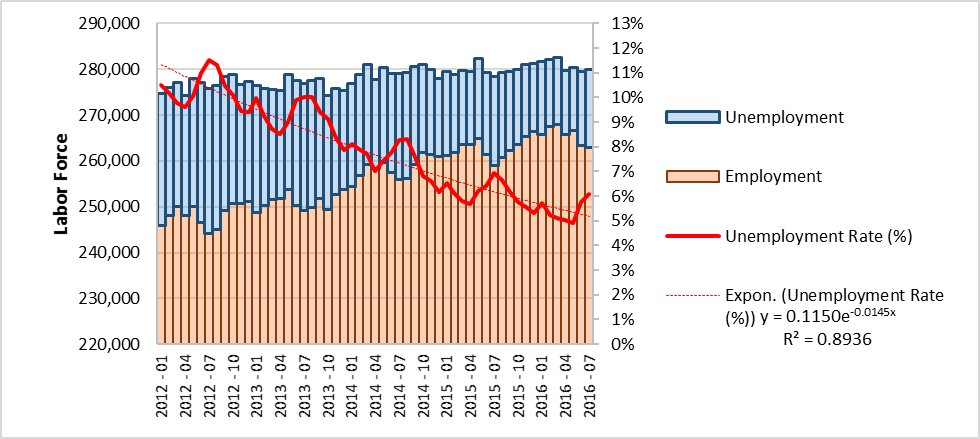 Labor Force
290,000
280,000
270,000
260,000
250,000
240,000
230,000
220,000
13%
12%
11%
10%
9%
8%
7%
6%
5%
4%
3%
2%
1%
0%
2012 - 01
2012 - 04
2012 - 07
2012 - 10
2013 - 01
2013 - 04
2013 - 07
2013 - 10
2014 - 01
2014 - 04
2014 - 07
2014 - 10
2015 - 01
2015 - 04
2015 - 07
2015 - 10
2016 - 01
2016 - 04
2016 - 07
Unemployment
Employment
Unemployment Rate (%)
Expon. (Unemployment Rate
(%)) y = 0.1150e^-0.0145x
R² = 0.8936